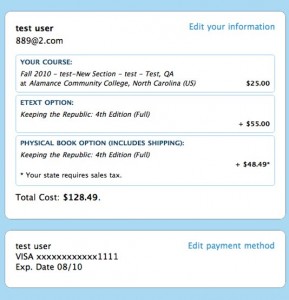 test user
Edit your information
889@2.com
YOUR COURSE:
Fall 2010 - test-New Section - test - Test, QA
at Alamance Community College, North Carolina (US)
$25.00
ETEXT OPTION:
Keeping the Republic: 4th Edition (Full)
+ $55.00
PHYSICAL BOOK OPTION (INCLUDES SHIPPING):
Keeping the Republic: 4th Edition (Full)
+ $48.49*
* Your state requires sales tax.
Total Cost: $128.49.
test user
Edit payment method
VISA xxxxxxxxxxxx1111
Exp. Date 08/10